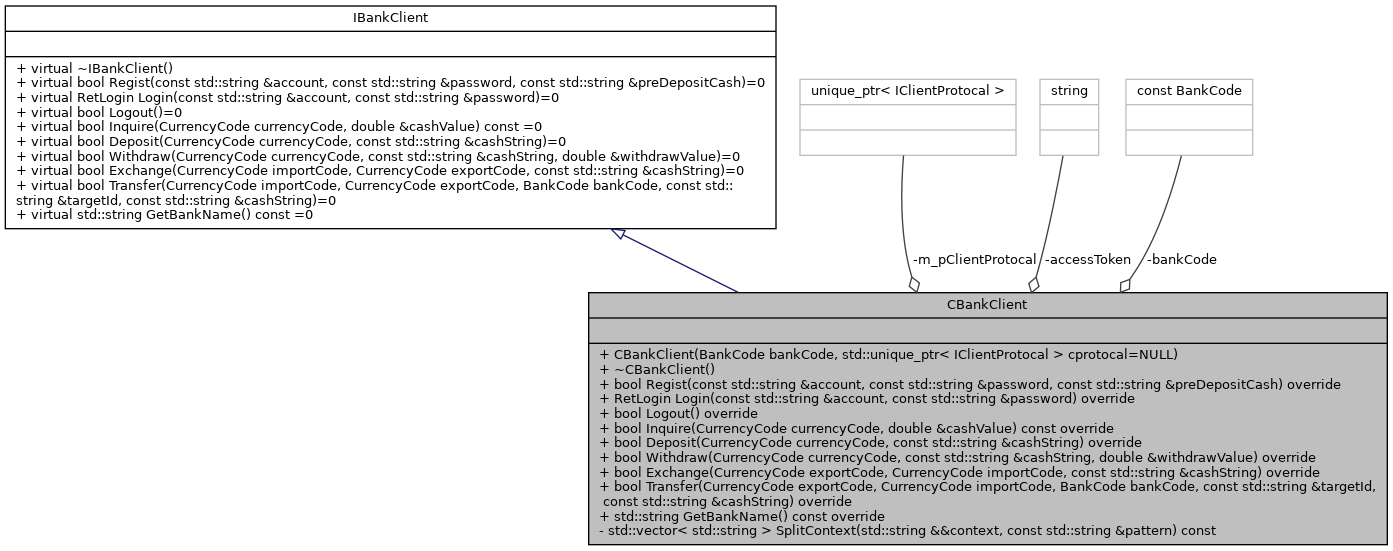 IBankClient
+ virtual ~IBankClient()
+ virtual bool Regist(const std::string &account, const std::string &password, const std::string &preDepositCash)=0
+ virtual RetLogin Login(const std::string &account, const std::string &password)=0
+ virtual bool Logout()=0
+ virtual bool Inquire(CurrencyCode currencyCode, double &cashValue) const =0
+ virtual bool Deposit(CurrencyCode currencyCode, const std::string &cashString)=0
+ virtual bool Withdraw(CurrencyCode currencyCode, const std::string &cashString, double &withdrawValue)=0
+ virtual bool Exchange(CurrencyCode importCode, CurrencyCode exportCode, const std::string &cashString)=0
+ virtual bool Transfer(CurrencyCode importCode, CurrencyCode exportCode, BankCode bankCode, const std::
string &targetId, const std::string &cashString)=0
+ virtual std::string GetBankName() const =0
unique_ptr< IClientProtocal >
string
const BankCode
-m_pClientProtocal
-accessToken
-bankCode
CBankClient
+ CBankClient(BankCode bankCode, std::unique_ptr< IClientProtocal > cprotocal=NULL)
+ ~CBankClient()
+ bool Regist(const std::string &account, const std::string &password, const std::string &preDepositCash) override
+ RetLogin Login(const std::string &account, const std::string &password) override
+ bool Logout() override
+ bool Inquire(CurrencyCode currencyCode, double &cashValue) const override
+ bool Deposit(CurrencyCode currencyCode, const std::string &cashString) override
+ bool Withdraw(CurrencyCode currencyCode, const std::string &cashString, double &withdrawValue) override
+ bool Exchange(CurrencyCode exportCode, CurrencyCode importCode, const std::string &cashString) override
+ bool Transfer(CurrencyCode exportCode, CurrencyCode importCode, BankCode bankCode, const std::string &targetId,
const std::string &cashString) override
+ std::string GetBankName() const override
- std::vector< std::string > SplitContext(std::string &&context, const std::string &pattern) const